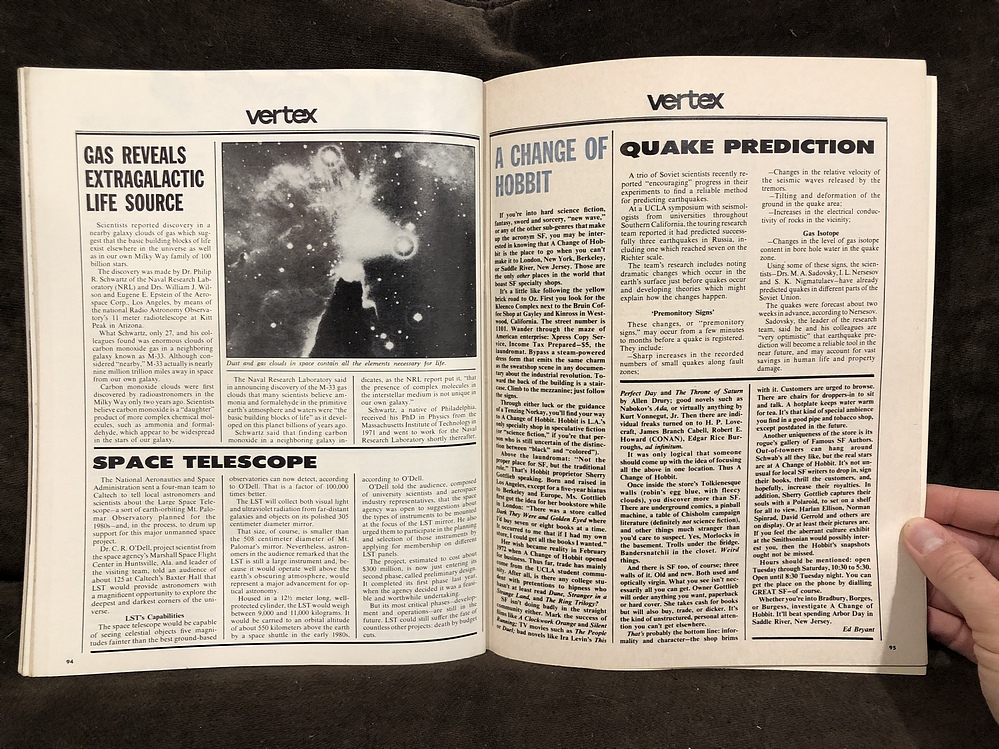 vertex
GAS REVEALS
EXTRAGALACTIC
LIFE SOURCE
Scientists reported discovery in a
nearby galaxy clouds of gas which sug-
gest that the basic building blocks of life
exist elsewhere in the universe as well
as in our own Milky Way family of 100
billion stars.
The discovery was made by Dr. Philip
R. Schwartz of the Naval Research Lab-
oratory (NRL) and Drs. William J. Wil-
son and Eugene E. Epstein of the Aero-
space Corp., Los Angeles, by means of
the national Radio Astronomy Observa-
tory's 11 meter radiotelescope at Kitt
Peak in Arizona.
What Schwartz, only 27, and his col-
leagues found was enormous clouds of
carbon monoxide gas in a neighboring
galaxy known as M-33. Although con-
sidered "nearby," M-33 actually is nearly
nine million trillion miles away in space
from our own galaxy.
Carbon monoxide clouds were first
discovered by radioastronomers in the
Milky Way only two years ago. Scientists
believe carbon monoxide is a "daughter"
product of more complex chemical mol-
ecules, such as ammonia and formal-
dehyde, which appear to be widespread
in the stars of our galaxy.
Dust and gas clouds in space contain all the elements necessary for life.
The Naval Research Laboratory said
in announcing discovery of the M-33 gas
clouds that many scientists believe am-
monia and formaldehyde in the primitive
earth's atmosphere and waters were "the
basic building blocks of life" as it devel-
oped on this planet billions of years ago.
Schwartz said that finding carbon
monoxide in a neighboring galaxy in-
dicates, as the NRL report put it, "that
the presence of complex molecules in
the interstellar medium is not unique in
our own galaxy."
Schwartz, a native of Philadelphia,
received his PhD in Physics from the
Massachusetts Institute of Technology in
1971 and went to work for the Naval
Research Laboratory shortly thereafter.
SPACE TELESCOPE
The National Aeronautics and Space
Administration sent a four-man team to
Caltech to tell local astronomers and
scientists about the Large Space Tele-
scope—a sort of earth-orbiting Mt. Palo-
mar Observatory planned for the
1980s—and, in the process, to drum up
support for this major unmanned space
project.
Dr. C. R. O'Dell, project scientist from
the space agency's Marshall Space Flight
Center in Huntsville, Ala. and leader of
the visiting team, told an audience of
about 125 at Caltech's Baxter Hall that
LST would provide astronomers with
a magnificent opportunity to explore the
deepest and darkest corners of the uni-
verse.
LST's Capabilities
The space telescope would be capable
of seeing celestial objects five magni-
tudes fainter than the best ground-based
observatories can now detect, according
to O'Dell. That is a factor of 100,000
times better.
The LST will collect both visual light
and ultraviolet radiation from far-distant
galaxies and objects on its polished 305
centimeter diameter mirror.
That size, of course, is smaller than
the 508 centimeter diameter of Mt.
Palomar's mirror. Nevertheless, astron-
omers in the audience remarked that the
LST is still a large instrument and, be-
cause it would operate well above the
earth's obscuring atmosphere, would
represent a major advancement for op-
tical astronomy.
Housed in a 12½ meter long, well-
protected cylinder, the LST would weigh
between 9,000 and 11,000 kilograms. It
would be carried to an orbital altitude
of about 550 kilometers above the earth
by a space shuttle in the early 1980s,
according to O'Dell.
O'Dell told the audience, composed
of university scientists and aerospace
industry representatives, that the space
agency was open to suggestions about
the types of instruments to be mounted
at the focus of the LST mirror. He also
urged them to participate in the planning
and selection of those instruments by
applying for membership on different
LST teams.
The project, estimated to cost about
$300 million, is now just entering its
second phase, called preliminary design.
It completed its first phase last year,
when the agency decided it was a feas-
ible and worthwhile undertaking.
But its most critical phases—develop-
ment and operations—are still in the
future. LST could still suffer the fate of
countless other projects: death by budget
cuts.
94
vertex
A CHANGE OF
HOBBIT
If you're into hard science fiction,
fantasy, sword and sorcery, "new wave,"
or any of the other sub-genres that make
up the acronym SF, you may be inter-
ested in knowing that A Change of Hob-
bit is the place to go when you can't
make it to London, New York, Berkeley,
or Saddle River, New Jersey. Those are
the only other places in the world that
boast SF specialty shops.
It's a little like following the yellow
brick road to Oz. First you look for the
Kleenco Complex next to the Bruin Cof-
fee Shop at Gayley and Kinross in West-
wood, California. The street number is
1101. Wander through the maze of
American enterprise: Xpress Copy Ser-
vice, Income Tax Prepared—$5, the
laundromat. Bypass a steam-powered
dress form that emits the same charm
as the sweatshop scene in any documen-
tary about the industrial revolution. To-
ward the back of the building is a stair-
case. Climb to the mezzanine; just follow
the signs.
Through either luck or the guidance
of a Tenzing Norkay, you'll find your way
to A Change of Hobbit. Hobbit is L.A.'s
only specialty shop in speculative fiction
(or "science fiction," if you're that per-
son who is still uncertain of the distinc-
tion between "black" and "colored").
Above the laundromat: "Not the
proper place for SF, but the traditional
role." That's Hobbit proprietor Sherry
Gottlieb speaking. Born and raised in
Los Angeles, except for a five-year hiatus
in Berkeley and Europe, Ms. Gottlieb
first got the idea for her bookstore while
in London: "There was a store called
Dark They Were and Golden Eyed where
I'd buy seven or eight books at a time.
It occurred to me that if I had my own
store, I could get all the books I wanted."
Her wish became reality in February
1972 when A Change of Hobbit opened
for business. Thus far, trade has mainly
been from the UCLA student commu-
nity. After all, is there any college stu-
dent with pretentions to hipness who
hasn't at least read Dune, Stranger in a
Strange Land, and The Ring Trilogy?
SF isn't doing badly in the straight
community either. Mark the success of
films like A Clockwork Orange and Silent
Running; TV movies such as The People
or Duel; bad novels like Ira Levin's This
Perfect Day and The Throne of Saturn
by Allen Drury; good novels such as
Nabokov's Ada, or virtually anything by
Kurt Vonnegut, Jr. Then there are indi-
vidual freaks turned on to H. P. Love-
craft, James Branch Cabell, Robert E.
Howard (CONAN), Edgar Rice Bur-
roughs, ad infinitum.
It was only logical that someone
should come up with the idea of focusing
all the above in one location. Thus A
Change of Hobbit.
Once inside the store's Tolkienesque
walls (robin's egg blue, with fleecy
clouds), you discover more than SF.
There are underground comics, a pinball
machine, a table of Chisholm campaign
literature (definitely not science fiction),
and other things much stranger than
you'd care to suspect. Yes, Morlocks in
the basement. Trolls under the bridge.
Bandersnatchii in the closet. Weird
things.
And there is SF too, of course; three
walls of it. Old and new. Both used and
optically virgin. What you see isn't nec-
essarily all you can get. Owner Gottlieb
will order anything you want, paperback
or hard cover. She takes cash for books
but will also buy, trade, or dicker. It's
the kind of unstructured, personal atten-
tion you can't get elsewhere.
That's probably the bottom line: infor-
mality and character—the shop brims
with it. Customers are urged to browse.
There are chairs for droppers-in to sit
and talk. A hotplate keeps water warm
for tea. It's that kind of special ambience
you find in a good pipe and tobacco shop,
except postdated in the future.
Another uniqueness of the store is its
rogue's gallery of Famous SF Authors.
Out-of-towners can hang around
Schwab's all they like, but the real stars
are at A Change of Hobbit. It's not un-
usual for local SF writers to drop in, sign
their books, thrill the customers, and,
hopefully, increase their royalties. In
addition, Sherry Gottlieb captures their
souls with a Polaroid, to set on a shelf
for all to view. Harlan Ellison, Norman
Spinrad, David Gerrold and others are
on display. Or at least their pictures are.
If you feel the aberrant culture exhibit
at the Smithsonian would possibly inter-
est you, then the Hobbit's snapshots
ought not be missed.
Hours should be mentioned: open
Tuesday through Saturday, 10:30 to 5:30.
Open until 8:30 Tuesday night. You can
get the place on the phone by dialling
GREAT SF—of course.
Whether you're into Bradbury, Borges,
or Burgess, investigate A Change of
Hobbit. It'll beat spending Arbor Day in
Saddle River, New Jersey.
Ed Bryant
QUAKE PREDICTION
A trio of Soviet scientists recently re-
ported "encouraging" progress in their
experiments to find a reliable method
for predicting earthquakes.
At a UCLA symposium with seismol-
ogists from universities throughout
Southern California, the touring research
team reported it had predicted success-
fully three earthquakes in Russia, in-
cluding one which reached seven on the
Richter scale.
The team's research includes noting
dramatic changes which occur in the
earth's surface just before quakes occur
and developing theories which might
explain how the changes happen.
'Premonitory Signs'
These changes, or "premonitory
signs," may occur from a few minutes
to months before a quake is registered.
They include:
—Sharp increases in the recorded
number of small quakes along fault
zones;
—Changes in the relative velocity of
the seismic waves released by the
tremors.
—Tilting and deformation of the
ground in the quake area;
—Increases in the electrical conduc-
tivity of rocks in the vicinity;
Gas Isotope
—Changes in the level of gas isotope
content in bore hole water in the quake
zone.
Using some of these signs, the scien-
tists—Drs. M. A. Sadovsky, I. L. Nersesov
and S. K. Nigmatulaev—have already
predicted quakes in different parts of the
Soviet Union.
The quakes were forecast about two
weeks in advance, according to Nersesov.
Sadovsky, the leader of the research
team, said he and his colleagues are
"very optimistic" that earthquake pre-
diction will become a reliable tool in the
near future, and may account for vast
savings in human life and property
damage.
95